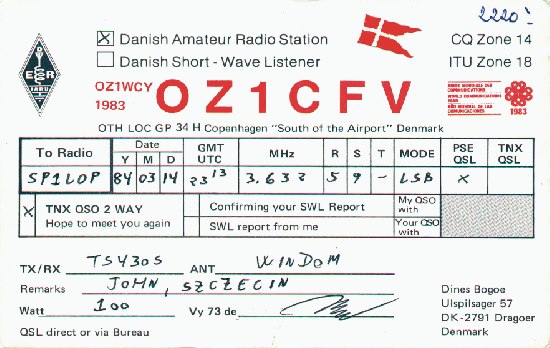 2220!
☒ Danish Amateur Radio Station
CQ Zone 14
☐ Danish Short - Wave Listener
ITU Zone 18
EDR
IARU
OZ1WCY
1983
OZ1CFV
1983
QTH LOC GP 34 H Copenhagen "South of the Airport" Denmark
To Radio Date Y M D GMT UTC MHz R S T MODE PSE QSL TNX QSL
SP1LOP 84 03 14 23 13 3.632 5 9 - LSB x
x TNX QSO 2 WAY
Hope to meet you again
Confirming your SWL Report
My QSO with
SWL report from me
Your QSO with
TX/RX TS430S ANT WINDOM
Remarks JOHN, SZCZECIN
Watt 100 Vy 73 de
QSL direct or via Bureau
Dines Bogoe
Ulspilsager 57
DK-2791 Dragoer
Denmark